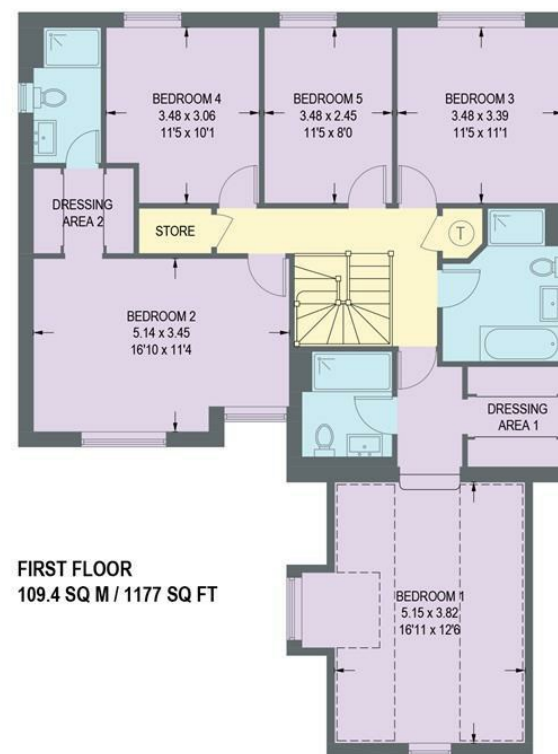 BEDROOM 4
3.48 x 3.06
11'5 x 10'1
BEDROOM 5
3.48 x 2.45
11'5 x 8'0
BEDROOM 3
3.48 x 3.39
11'5 x 11'1
DRESSING
AREA 2
STORE
T
BEDROOM 2
5.14 x 3.45
16'10 x 11'4
DRESSING
AREA 1
FIRST FLOOR
109.4 SQ M / 1177 SQ FT
BEDROOM 1
5.15 x 3.82
16'11 x 12'6